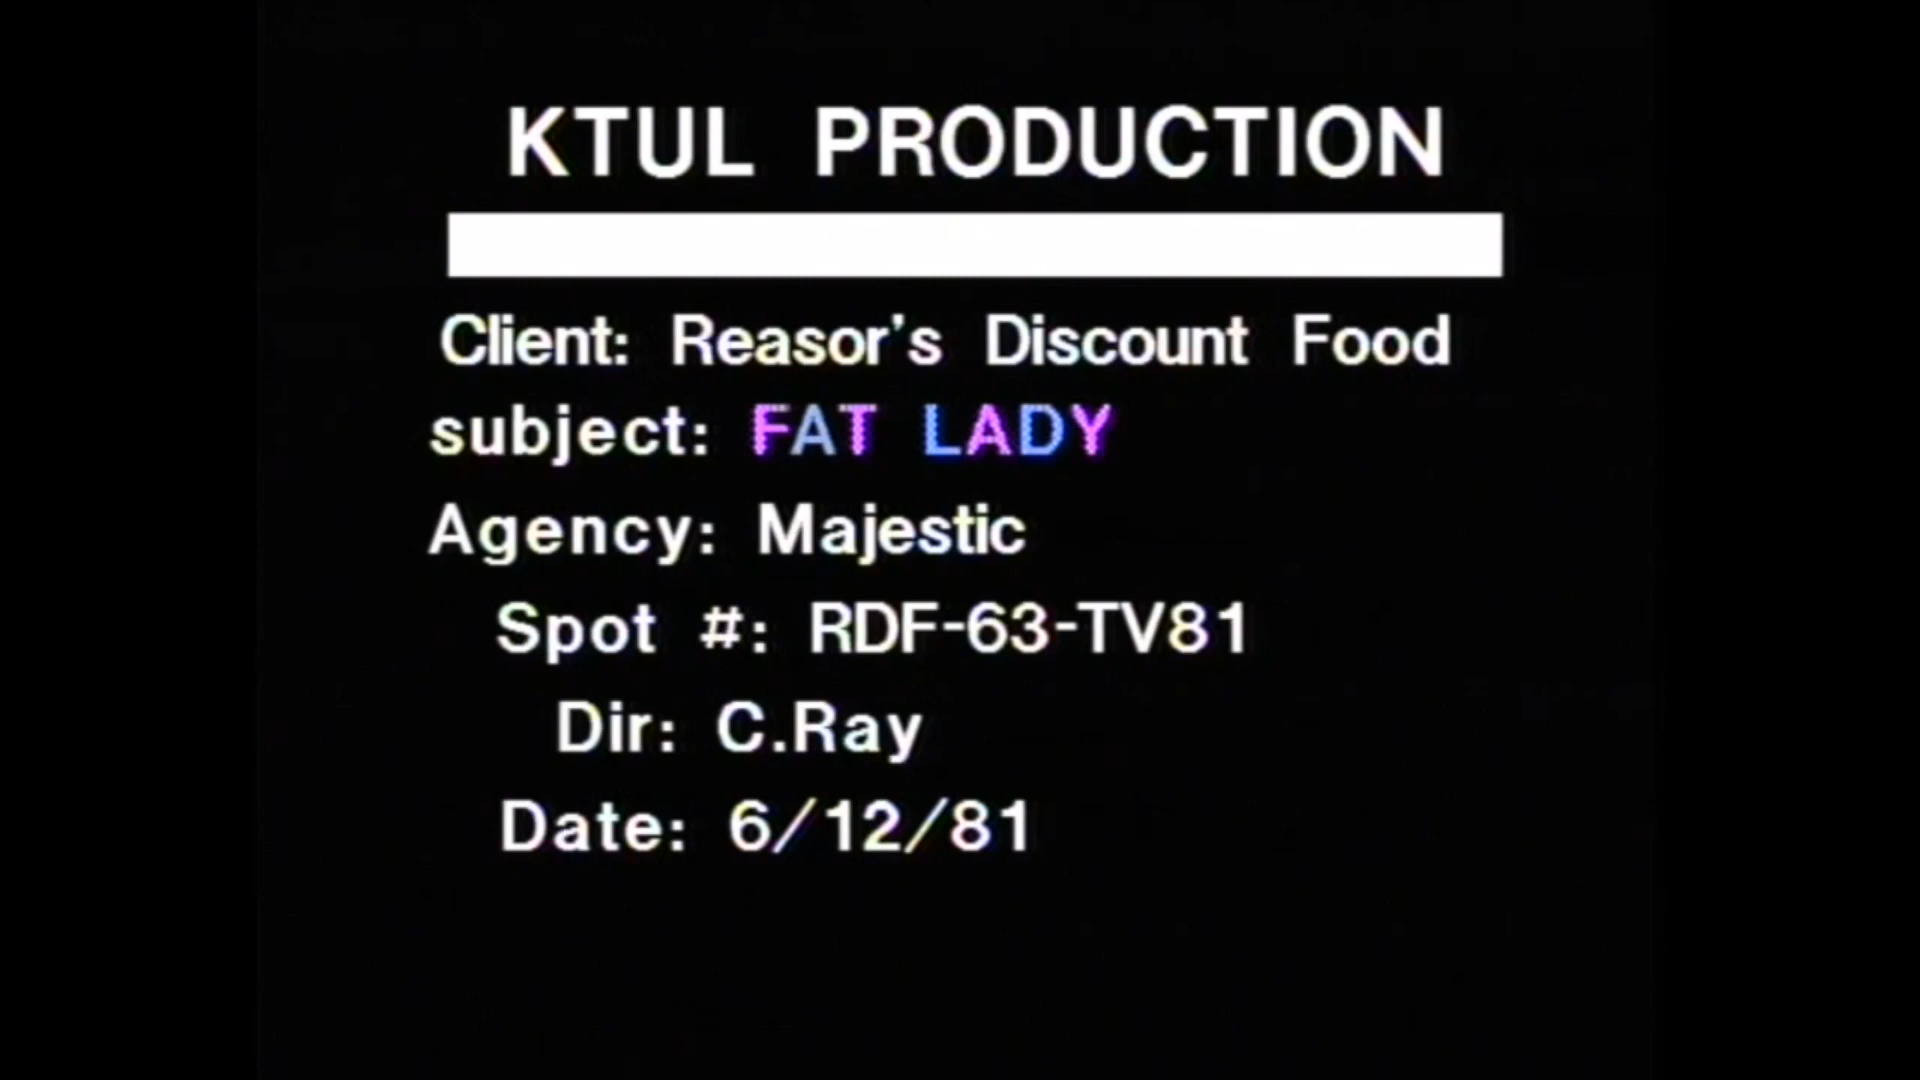 KTUL PRODUCTION
Client: Reasor's Discount Food
subject: FAT LADY
Agency: Majestic
Spot #: RDF-63-TV81
Dir: C.Ray
Date: 6/12/81